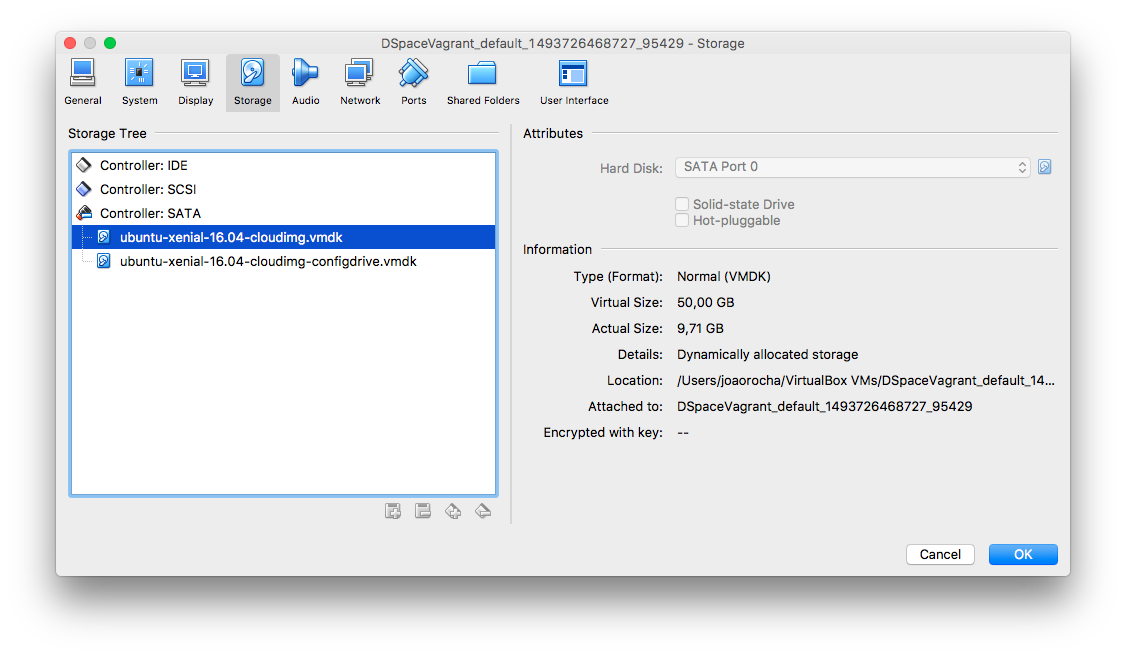 DSpaceVagrant_default_1493726468727_95429 - Storage
General System Display Storage Audio Network Ports Shared Folders User Interface
Storage Tree
Controller: IDE
Controller: SCSI
Controller: SATA
ubuntu-xenial-16.04-cloudimg.vmdk
ubuntu-xenial-16.04-cloudimg-configdrive.vmdk
Attributes
Hard Disk: SATA Port 0
Solid-state Drive
Hot-pluggable
Information
Type (Format): Normal (VMDK)
Virtual Size: 50,00 GB
Actual Size: 9,71 GB
Details: Dynamically allocated storage
Location: /Users/joaorocha/VirtualBox VMs/DSpaceVagrant_default_14...
Attached to: DSpaceVagrant_default_1493726468727_95429
Encrypted with key: --
Cancel OK